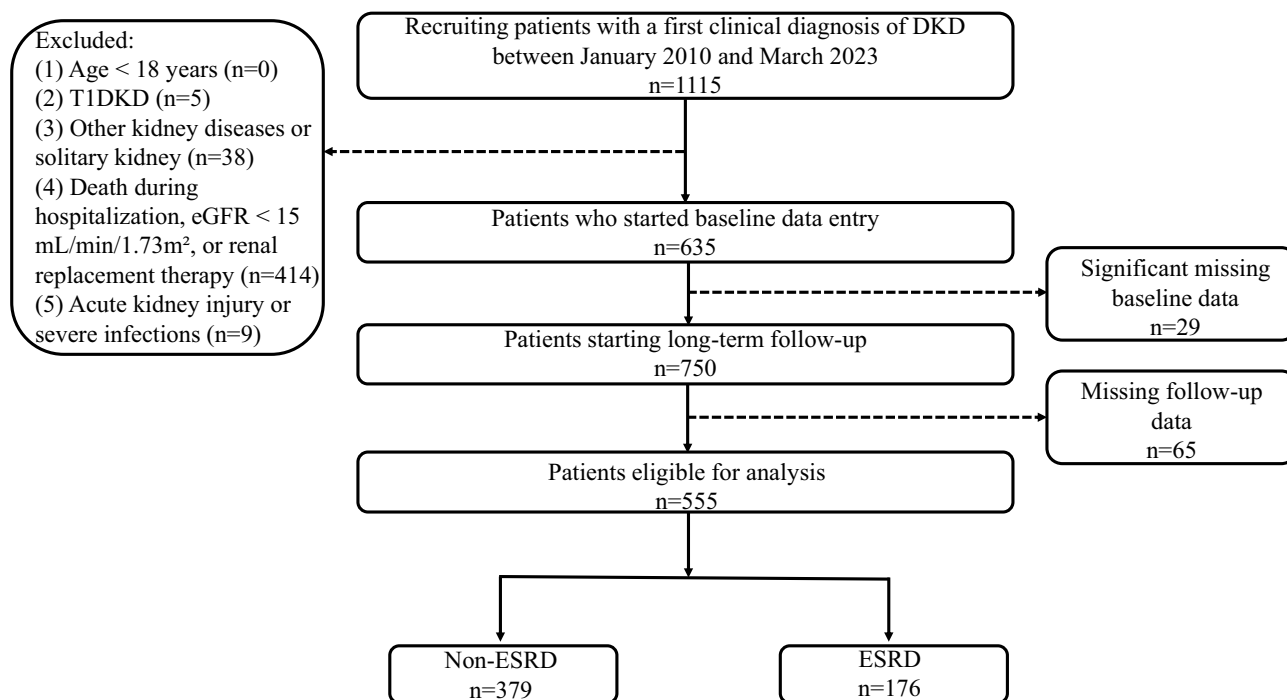 Recruiting patients with a first clinical diagnosis of DKD
between January 2010 and March 2023
n=1115
Excluded:
(1) Age < 18 years (n=0)
(2) T1DKD (n=5)
(3) Other kidney diseases or
solitary kidney (n=38)
(4) Death during
hospitalization, eGFR < 15
mL/min/1.73m², or renal
replacement therapy (n=414)
(5) Acute kidney injury or
severe infections (n=9)
Patients who started baseline data entry
n=635
Significant missing
baseline data
n=29
Patients starting long-term follow-up
n=750
Missing follow-up
data
n=65
Patients eligible for analysis
n=555
Non-ESRD
n=379
ESRD
n=176